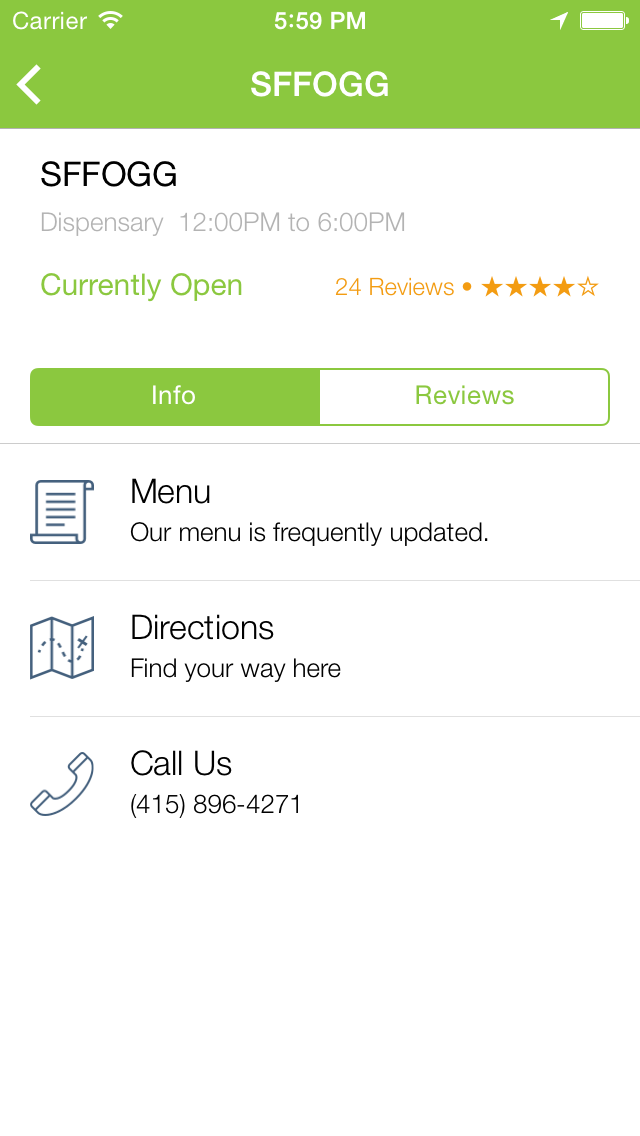 Carrier 5:59 PM
SFFOGG
SFFOGG
Dispensary 12:00PM to 6:00PM
Currently Open 24 Reviews • ★★★★☆
Info Reviews
Menu
Our menu is frequently updated.
Directions
Find your way here
Call Us
(415) 896-4271